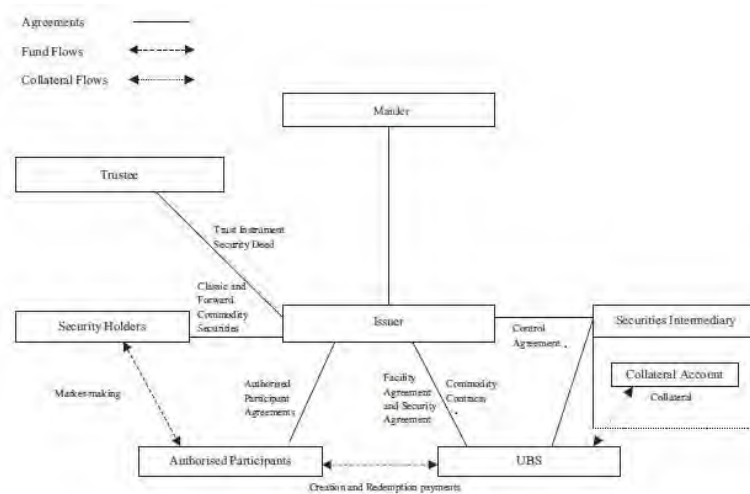 Agreements
Fund Flows
Collateral Flows
Mander
Trustee
Trust Instrument
Security Deed
Classic and
Forward
Commodity
Securities
Security Holders
Issuer
Securities Intermediary
Control
Agreement
Collateral Account
Collateral
Market-making
Authorised
Participant
Agreements
Facility
Agreement
and Security
Agreement
Commodity
Contracts
Authorised Participants
UBS
Creation and Redemption payments